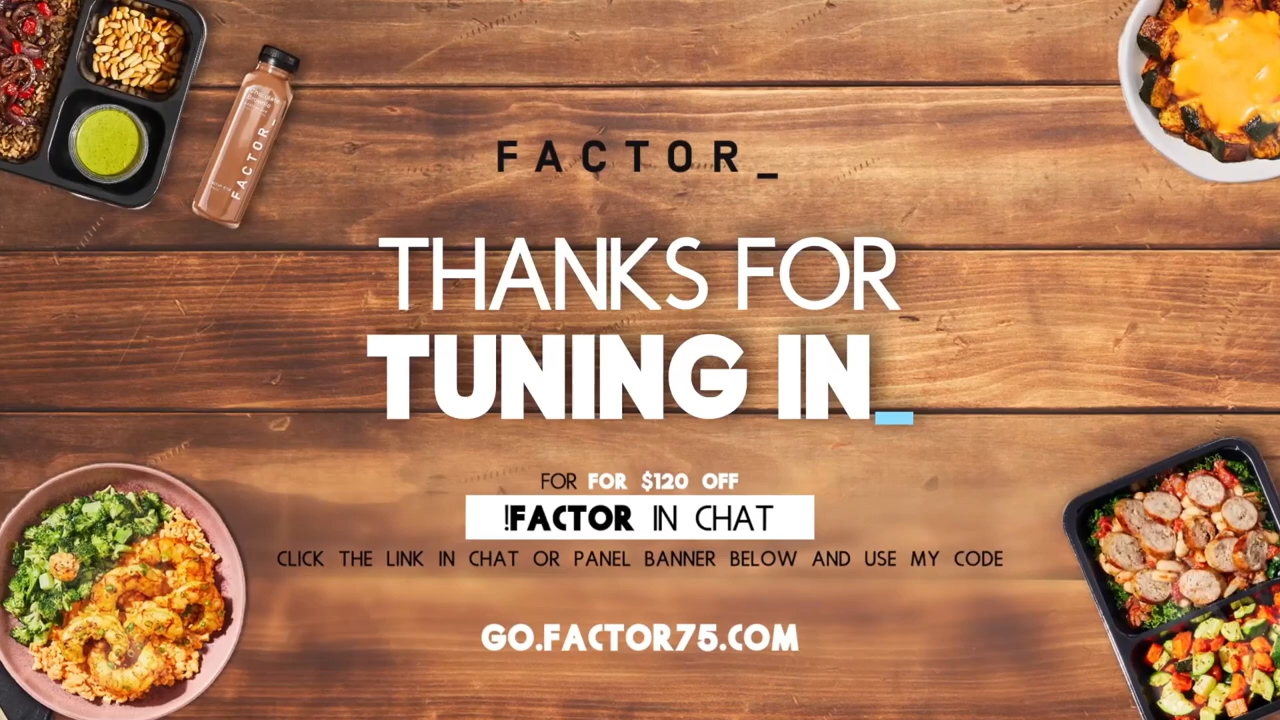 FACTOR_
FACTOR_
THANKS FOR
TUNING IN_
FOR FOR $120 OFF
!FACTOR IN CHAT
CLICK THE LINK IN CHAT OR PANEL BANNER BELOW AND USE MY CODE
GO.FACTOR75.COM